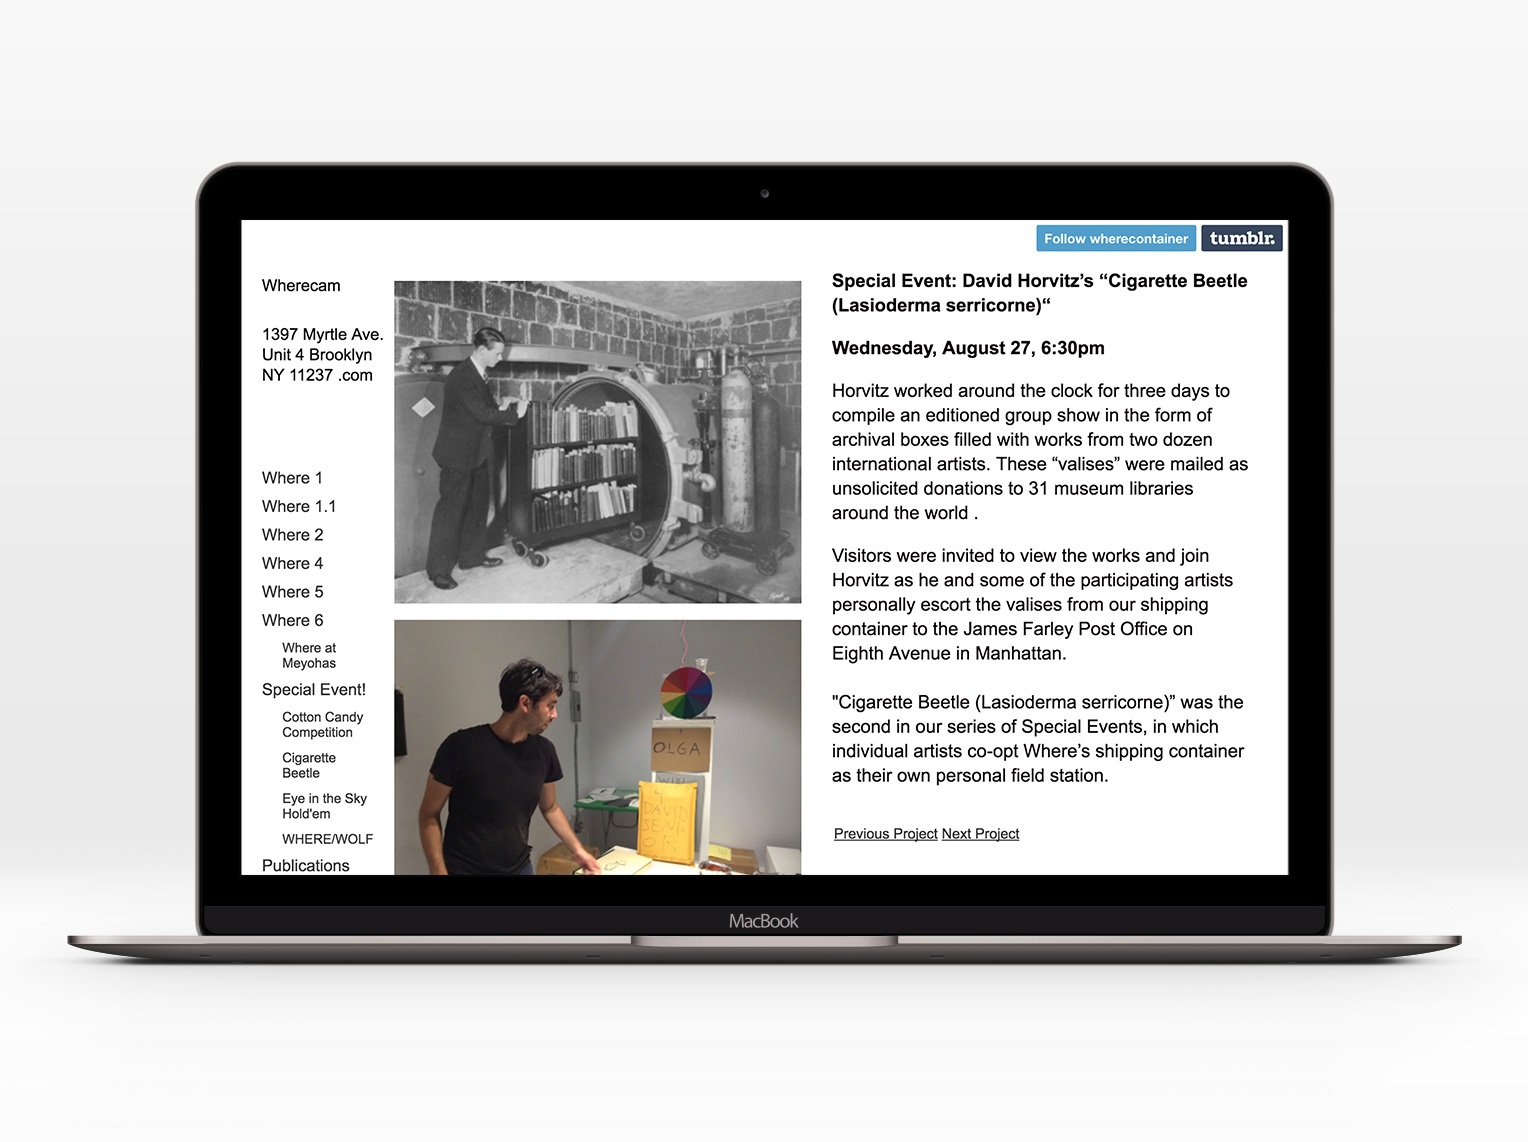 Follow wherecontainer
tumblr.
Wherecam
1397 Myrtle Ave.
Unit 4 Brooklyn
NY 11237 .com
Where 1
Where 1.1
Where 2
Where 4
Where 5
Where 6
Where at
Meyohas
Special Event!
Cotton Candy
Competition
Cigarette
Beetle
Eye in the Sky
Hold'em
WHERE/WOLF
Publications
OLGA
WIKI
4
DAVID
SENI-
OR
Special Event: David Horvitz’s “Cigarette Beetle
(Lasioderma serricorne)“
Wednesday, August 27, 6:30pm
Horvitz worked around the clock for three days to
compile an editioned group show in the form of
archival boxes filled with works from two dozen
international artists. These “valises” were mailed as
unsolicited donations to 31 museum libraries
around the world .
Visitors were invited to view the works and join
Horvitz as he and some of the participating artists
personally escort the valises from our shipping
container to the James Farley Post Office on
Eighth Avenue in Manhattan.
"Cigarette Beetle (Lasioderma serricorne)” was the
second in our series of Special Events, in which
individual artists co-opt Where’s shipping container
as their own personal field station.
Previous Project Next Project
MacBook